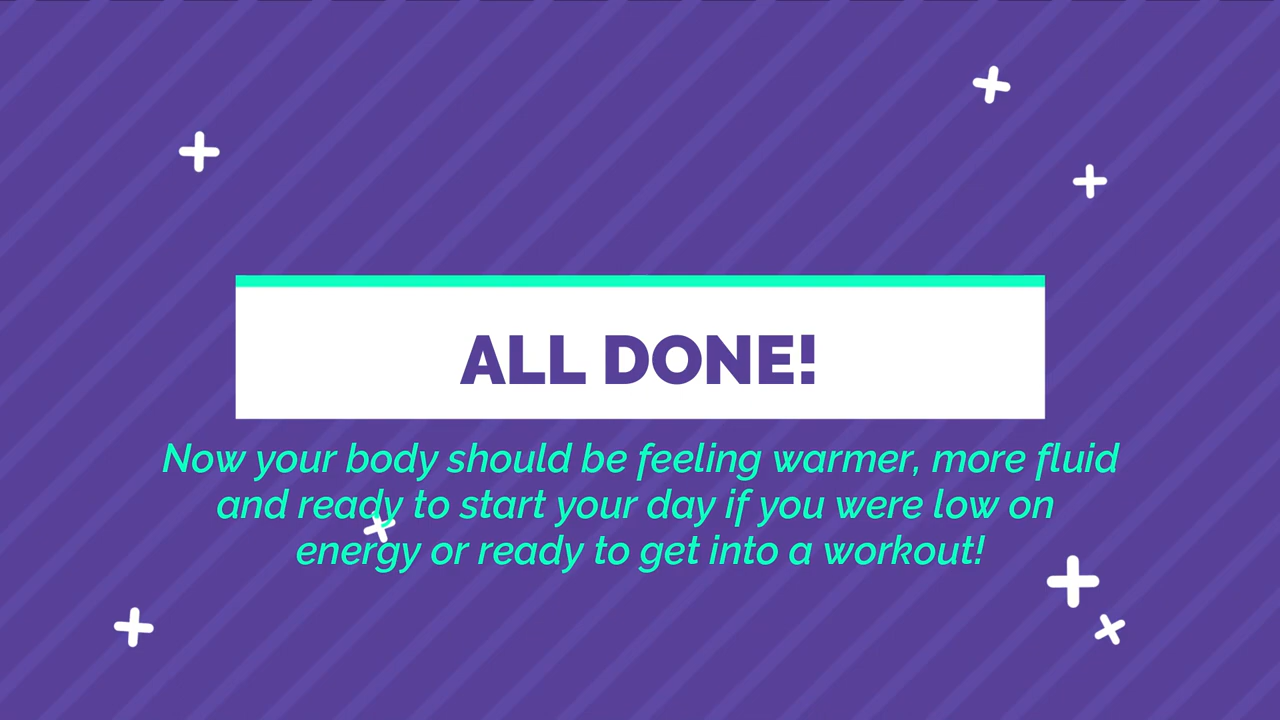 ALL DONE!
Now your body should be feeling warmer, more fluid
and ready to start your day if you were low on
energy or ready to get into a workout!